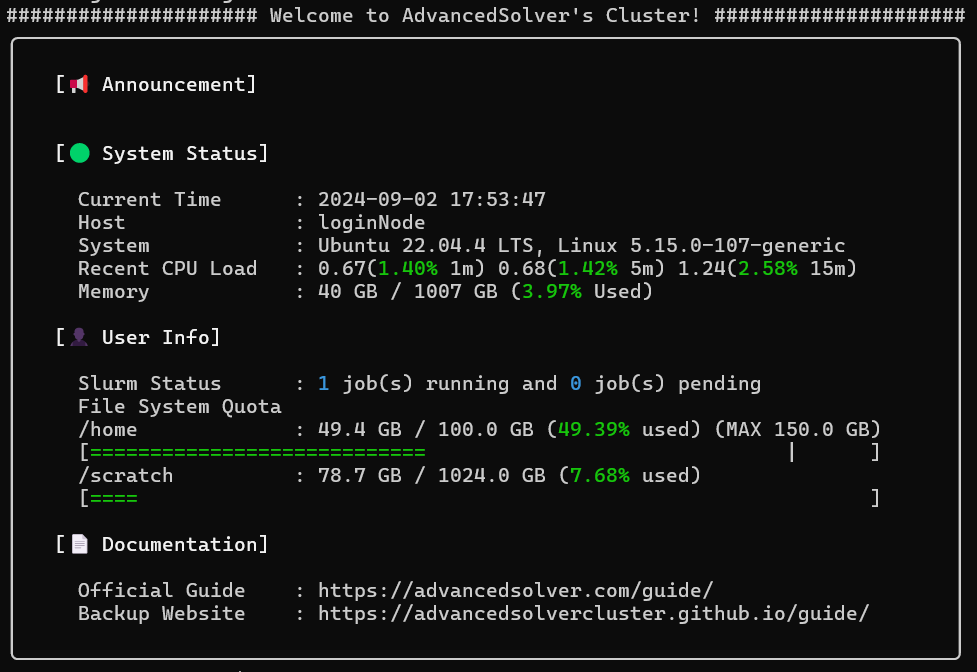 ##################### Welcome to AdvancedSolver's Cluster! #####################
[📢 Announcement]
[🟢 System Status]
Current Time      : 2024-09-02 17:53:47
Host              : loginNode
System            : Ubuntu 22.04.4 LTS, Linux 5.15.0-107-generic
Recent CPU Load   : 0.67(1.40% 1m) 0.68(1.42% 5m) 1.24(2.58% 15m)
Memory            : 40 GB / 1007 GB (3.97% Used)
[👤 User Info]
Slurm Status      : 1 job(s) running and 0 job(s) pending
File System Quota
/home             : 49.4 GB / 100.0 GB (49.39% used) (MAX 150.0 GB)
[============================                              |      ]
/scratch          : 78.7 GB / 1024.0 GB (7.68% used)
[====                                                             ]
[📄 Documentation]
Official Guide    : https://advancedsolver.com/guide/
Backup Website    : https://advancedsolvercluster.github.io/guide/